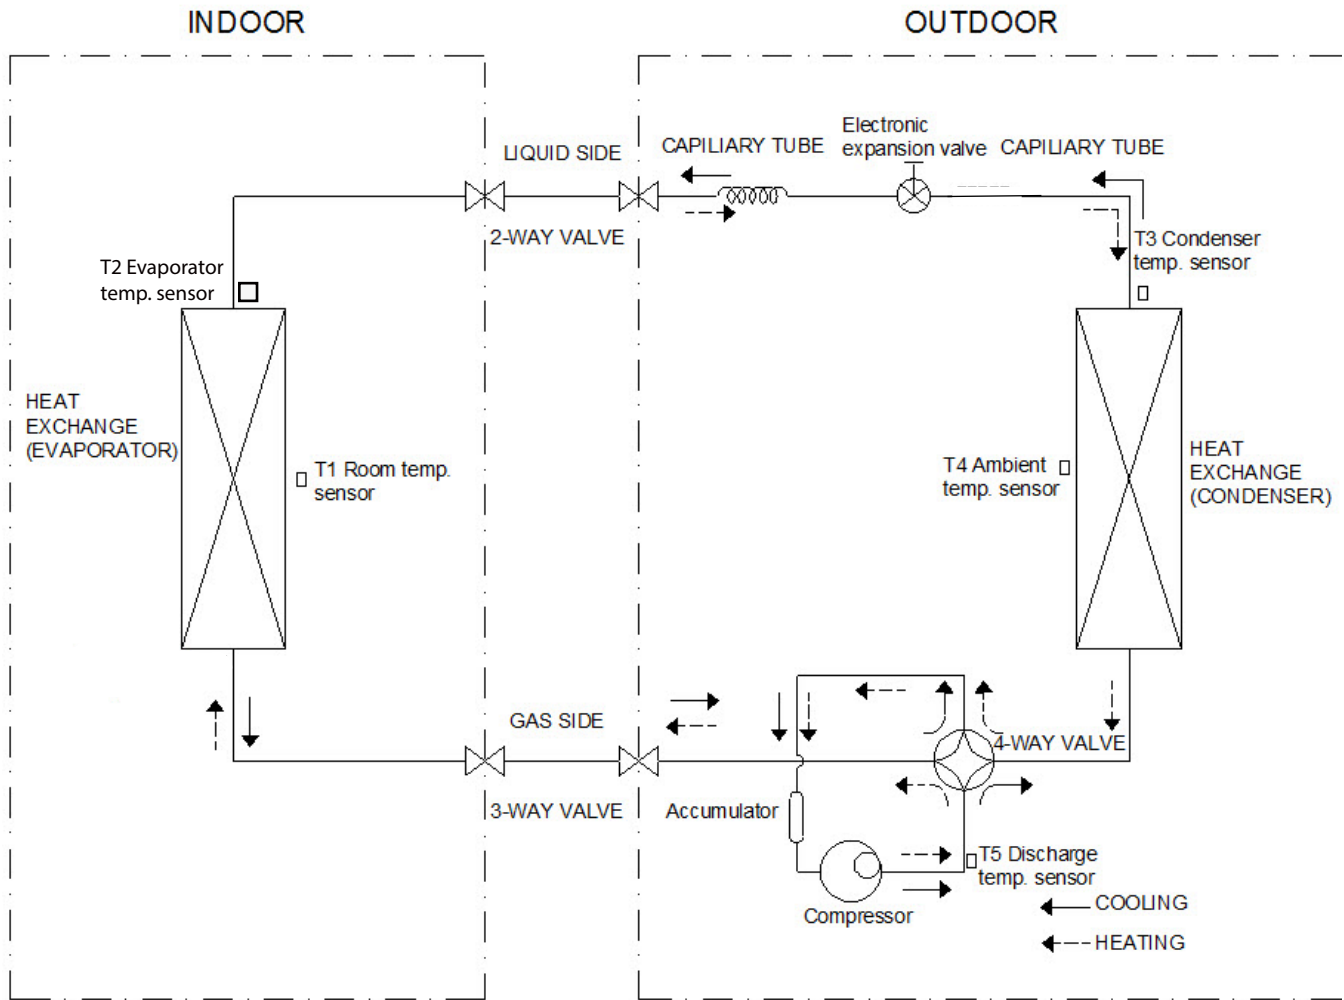 INDOOR
OUTDOOR
LIQUID SIDE
CAPILIARY TUBE
Electronic
expansion valve
CAPILIARY TUBE
2-WAY VALVE
T3 Condenser
temp. sensor
T2 Evaporator
temp. sensor
HEAT
EXCHANGE
(EVAPORATOR)
T1 Room temp.
sensor
T4 Ambient
temp. sensor
HEAT
EXCHANGE
(CONDENSER)
GAS SIDE
4-WAY VALVE
3-WAY VALVE
Accumulator
T5 Discharge
temp. sensor
Compressor
COOLING
HEATING